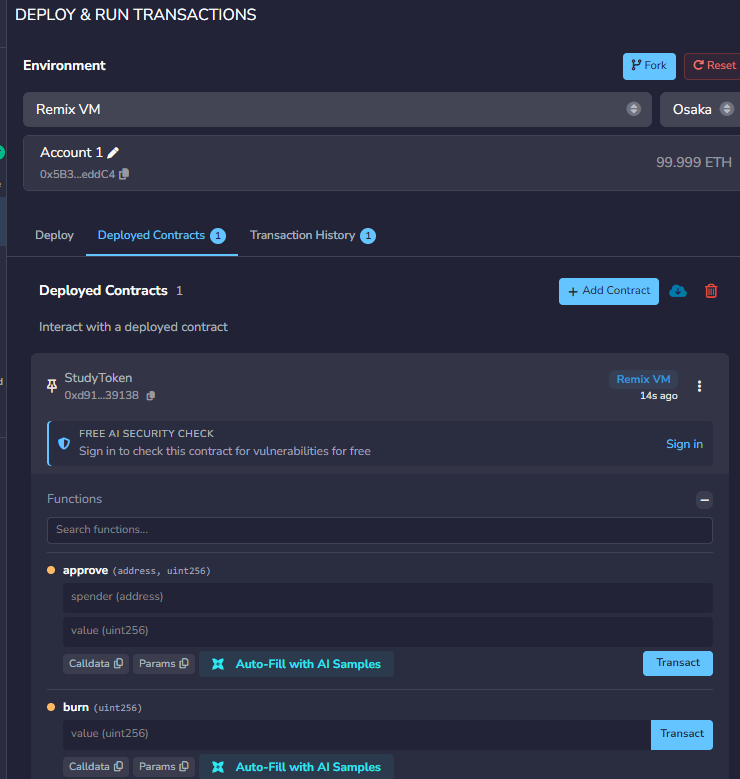 DEPLOY & RUN TRANSACTIONS
Environment
Fork
Reset
Remix VM
Osaka
Account 1
0x5B3...eddC4
99.999 ETH
Deploy
Deployed Contracts 1
Transaction History 1
Deployed Contracts 1
+ Add Contract
Interact with a deployed contract
StudyToken
0xd91...39138
Remix VM
14s ago
FREE AI SECURITY CHECK
Sign in to check this contract for vulnerabilities for free
Sign in
Functions
Search functions...
approve (address, uint256)
spender (address)
value (uint256)
Calldata
Params
Auto-Fill with AI Samples
Transact
burn (uint256)
value (uint256)
Transact
Calldata
Params
Auto-Fill with AI Samples